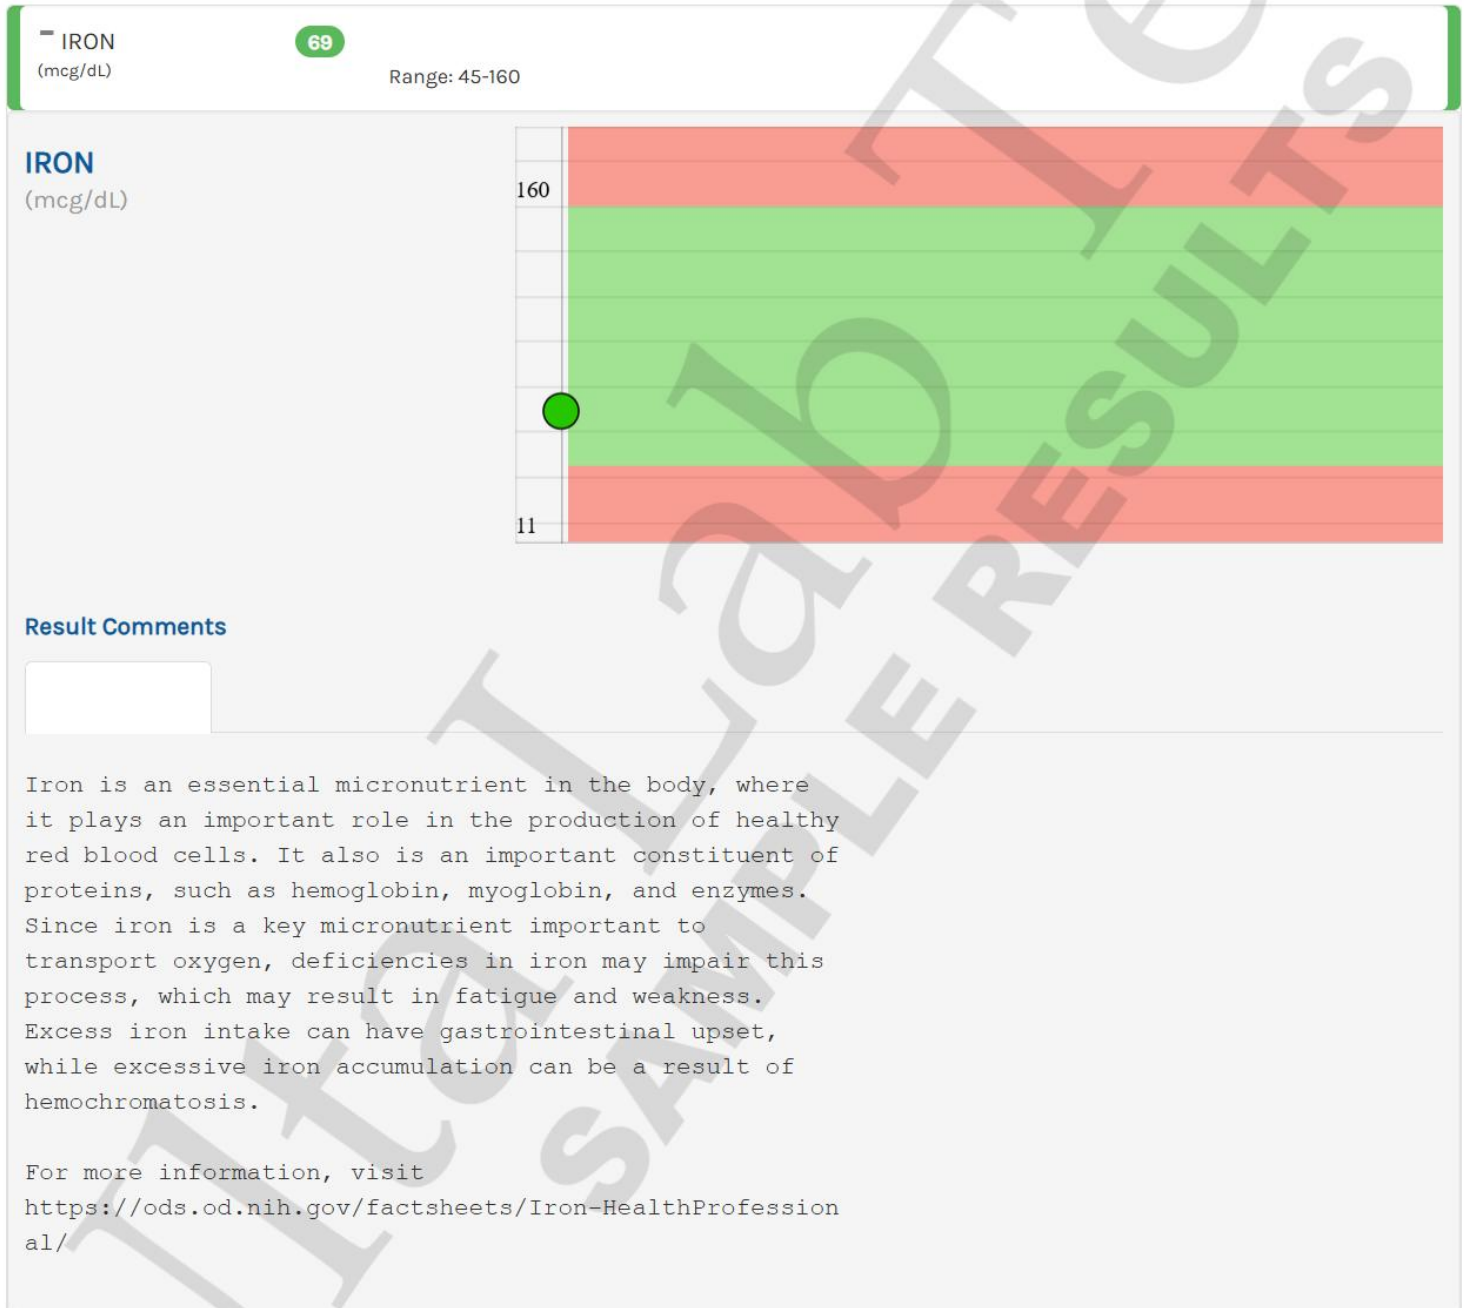 IRON
69
(mcg/dL)
Range: 45-160
IRON
(mcg/dL)
160
11
Result Comments
Iron is an essential micronutrient in the body, where
it plays an important role in the production of healthy
red blood cells. It also is an important constituent of
proteins, such as hemoglobin, myoglobin, and enzymes.
Since iron is a key micronutrient important to
transport oxygen, deficiencies in iron may impair this
process, which may result in fatigue and weakness.
Excess iron intake can have gastrointestinal upset,
while excessive iron accumulation can be a result of
hemochromatosis.
For more information, visit
https://ods.od.nih.gov/factsheets/Iron-HealthProfession
al/
lta Lab Te
SAMPLE RESULTS